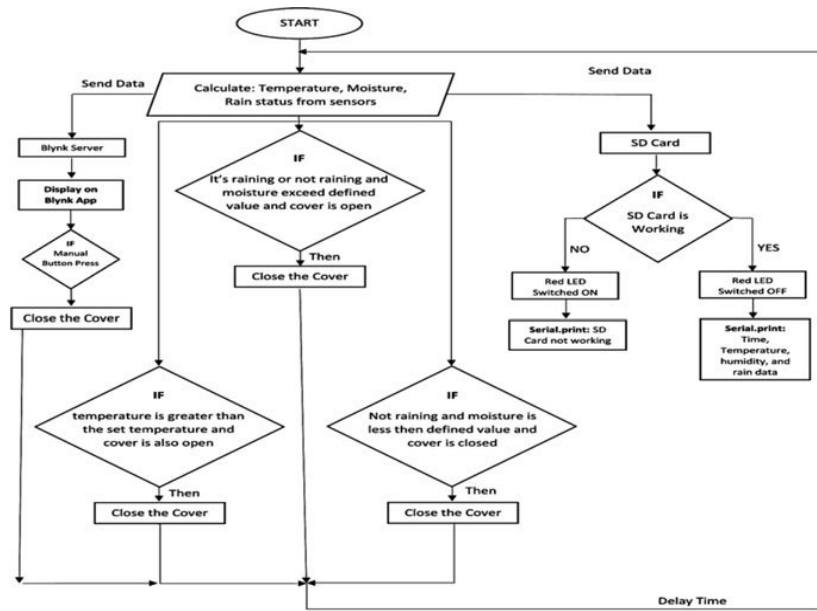 START
Send Data
Send Data
Calculate: Temperature, Moisture,
Rain status from sensors
Blynk Server
Display on
Blynk App
IF
Manual
Button Press
Close the Cover
IF
It's raining or not raining and
moisture exceed defined
value and cover is open
Then
Close the Cover
SD Card
IF
SD Card is
Working
NO
YES
Red LED
Switched ON
Red LED
Switched OFF
Serial.print: SD
Card not working
Serial.print:
Time,
Temperature,
humidity, and
rain data
IF
temperature is greater than
the set temperature and
cover is also open
Then
Close the Cover
IF
Not raining and moisture is
less then defined value and
cover is closed
Then
Close the Cover
Delay Time